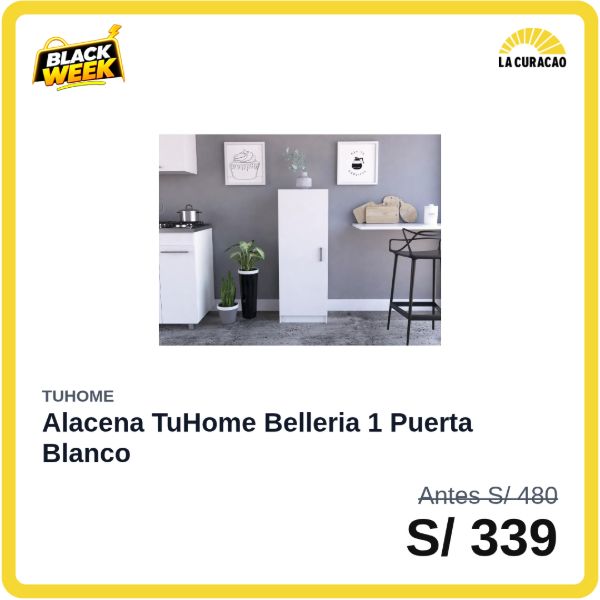 BLACK
WEEK
LA CURACAO
TUHOME
Alacena TuHome Belleria 1 Puerta
Blanco
Antes S/ 480
S/ 339